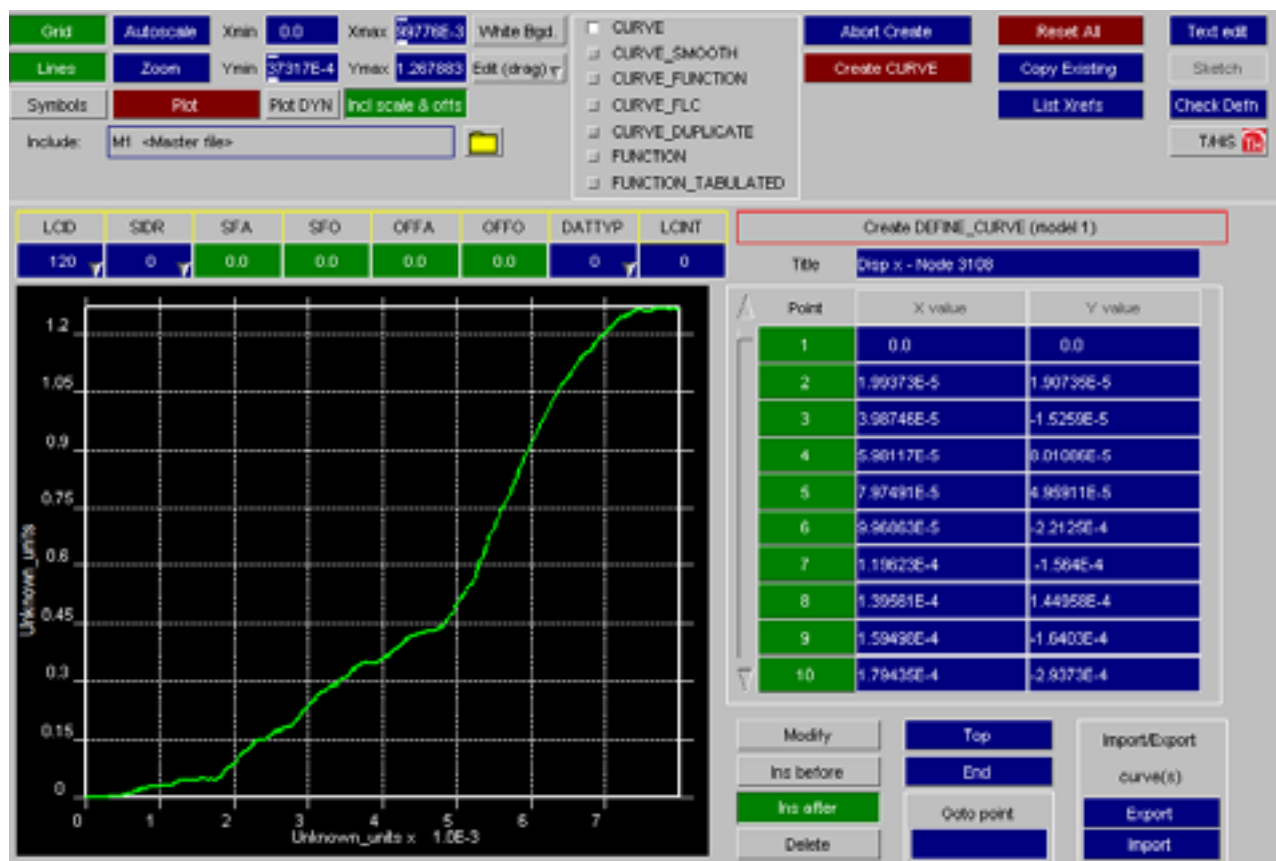 Grid Autoscale Xmin 0.0 Xmax 99776E-3 White Bgd. CURVE Abort Create Reset All Text edit
CURVE_SMOOTH
Lines Zoom Ymin 37317E-4 Ymax 1.267883 Edit (drag) CURVE_FUNCTION Create CURVE Copy Existing Sketch
Symbols Plot Plot DYN Incl scale & offs CURVE_FLC List Xrefs Check Defn
Include: M1 <Master file> CURVE_DUPLICATE T/HIS
FUNCTION
FUNCTION_TABULATED
LCID SIDR SFA SFO OFFA OFFO DATTYP LCINT Create DEFINE_CURVE (model 1)
120 0 0.0 0.0 0.0 0.0 0 0 Title Disp x - Node 3108
Point X value Y value
1 0.0 0.0
2 1.99373E-5 1.90735E-5
3 3.98746E-5 -1.5259E-5
4 5.98117E-5
5 7.97491E-5 4.95911E-5
6 9.96863E-5 -2.2125E-4
7 1.19623E-4 -1.564E-4
8 1.39561E-4 1.44958E-4
9 1.59498E-4 -1.6403E-4
10 1.79435E-4 -2.9373E-4
1.2
1.05
0.9
0.75
0.6
0.45
0.3
0.15
0
Unknown_units
0 1 2 3 4 5 6 7
Unknown_units x 1.0E-3
Modify Top Import/Export
Ins before End curve(s)
Ins after Goto point Export
Delete Import